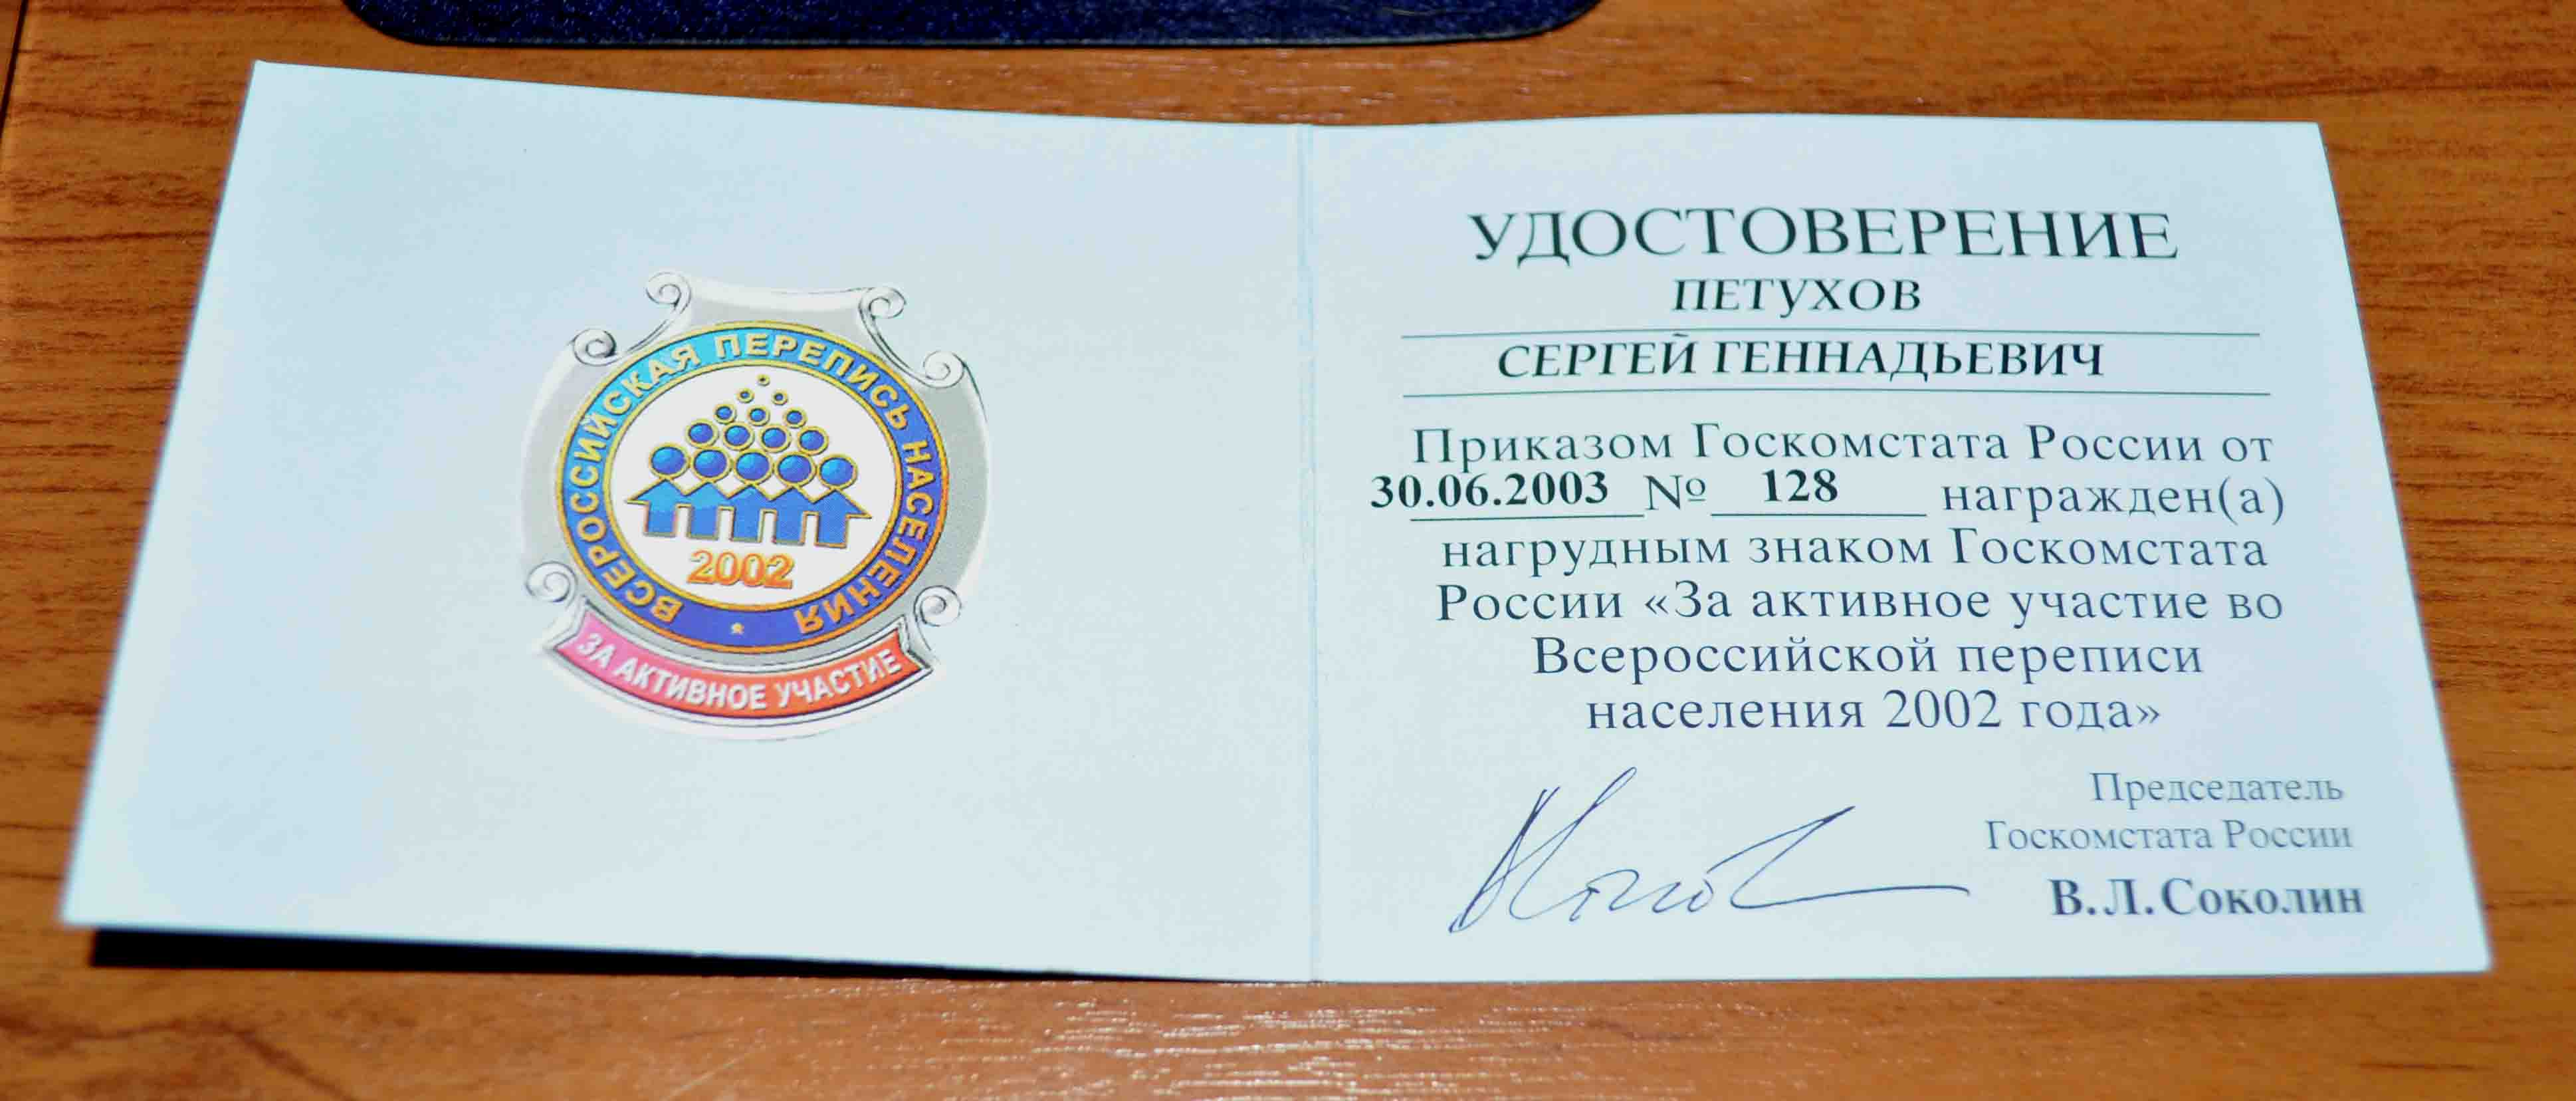 ВСЕРОССИЙСКАЯ ПЕРЕПИСЬ НАСЕЛЕНИЯ
2002
ЗА АКТИВНОЕ УЧАСТИЕ
УДОСТОВЕРЕНИЕ
ПЕТУХОВ
СЕРГЕЙ ГЕННАДЬЕВИЧ
Приказом Госкомстата России от
30.06.2003 № 128 награжден(а)
нагрудным знаком Госкомстата
России «За активное участие во
Всероссийской переписи
населения 2002 года»
Председатель
Госкомстата России
В.Л.Соколин